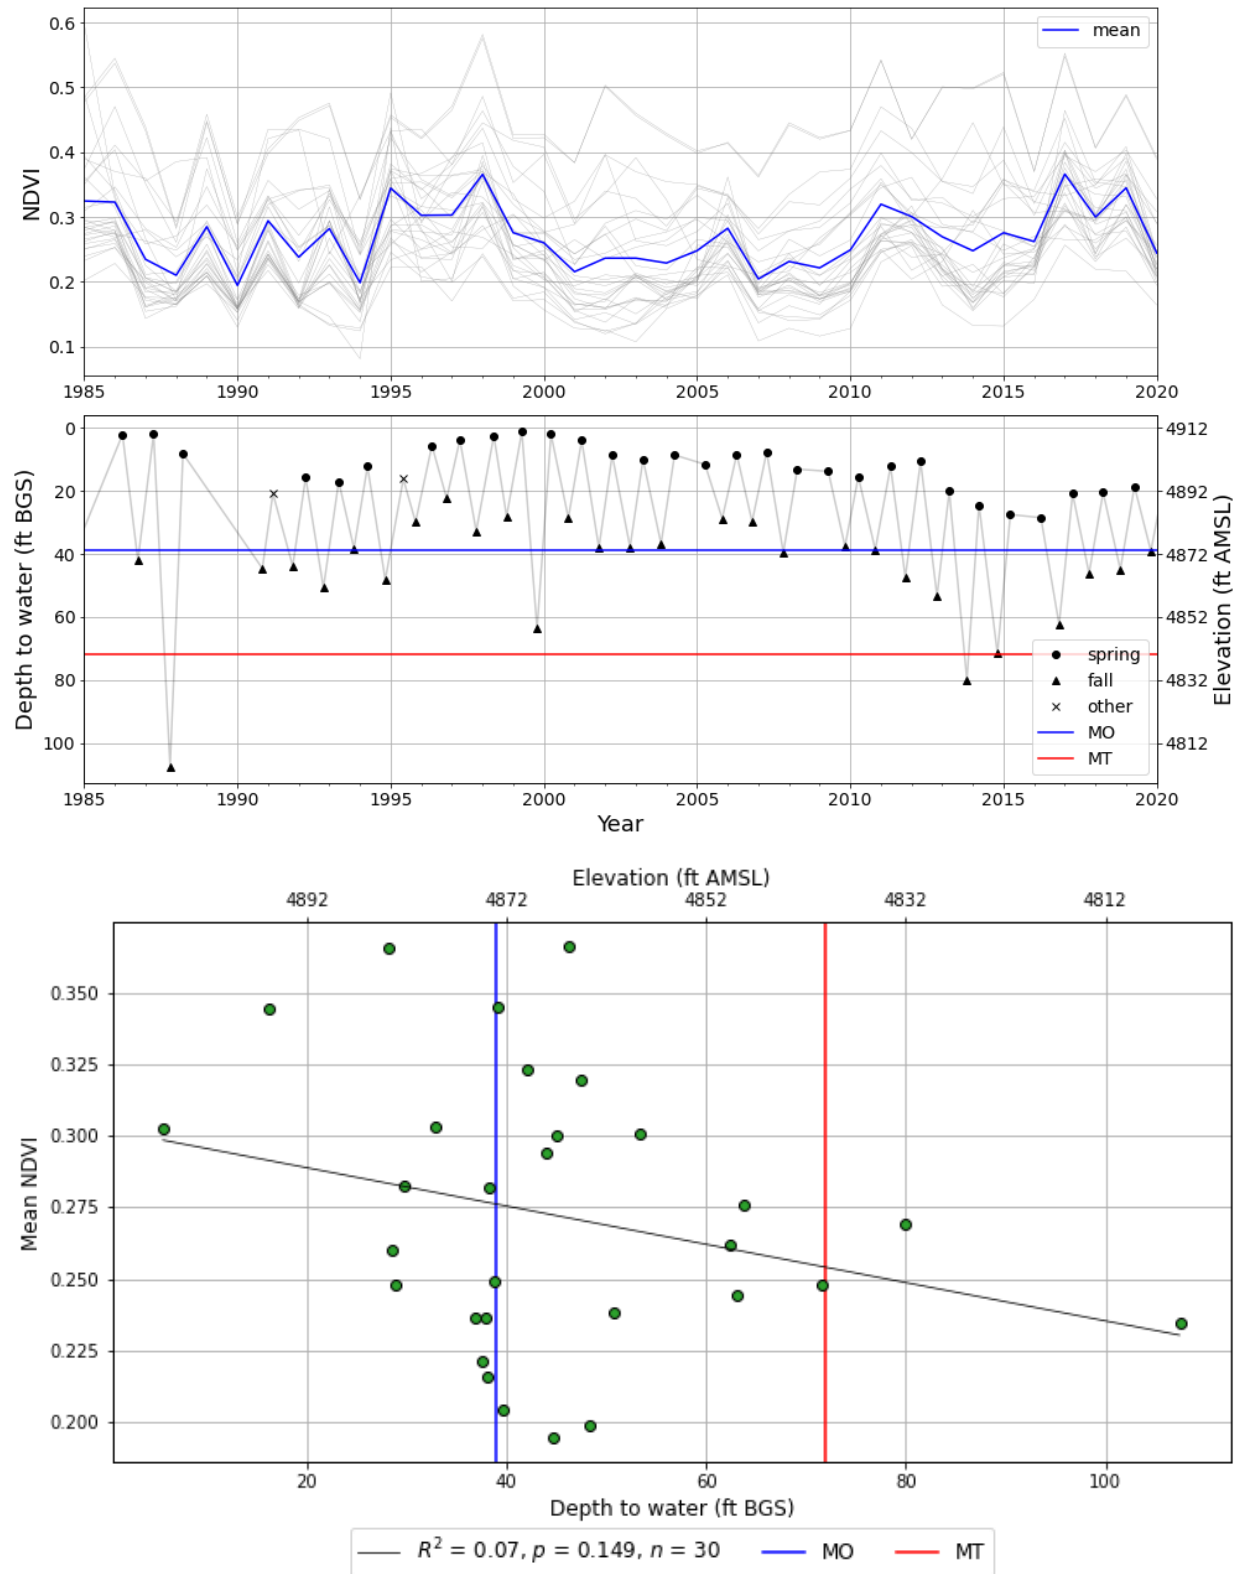 mean
0.6
0.5
0.4
0.3
0.2
0.1
NDVI
1985 1990 1995 2000 2005 2010 2015 2020
0 4912
20 4892
40 4872
60 4852
80 4832
100 4812
Depth to water (ft BGS)
Elevation (ft AMSL)
spring
fall
other
MO
MT
1985 1990 1995 2000 2005 2010 2015 2020
Year
Elevation (ft AMSL)
4892 4872 4852 4832 4812
0.350
0.325
0.300
0.275
0.250
0.225
0.200
Mean NDVI
20 40 60 80 100
Depth to water (ft BGS)
R² = 0.07, p = 0.149, n = 30 MO MT